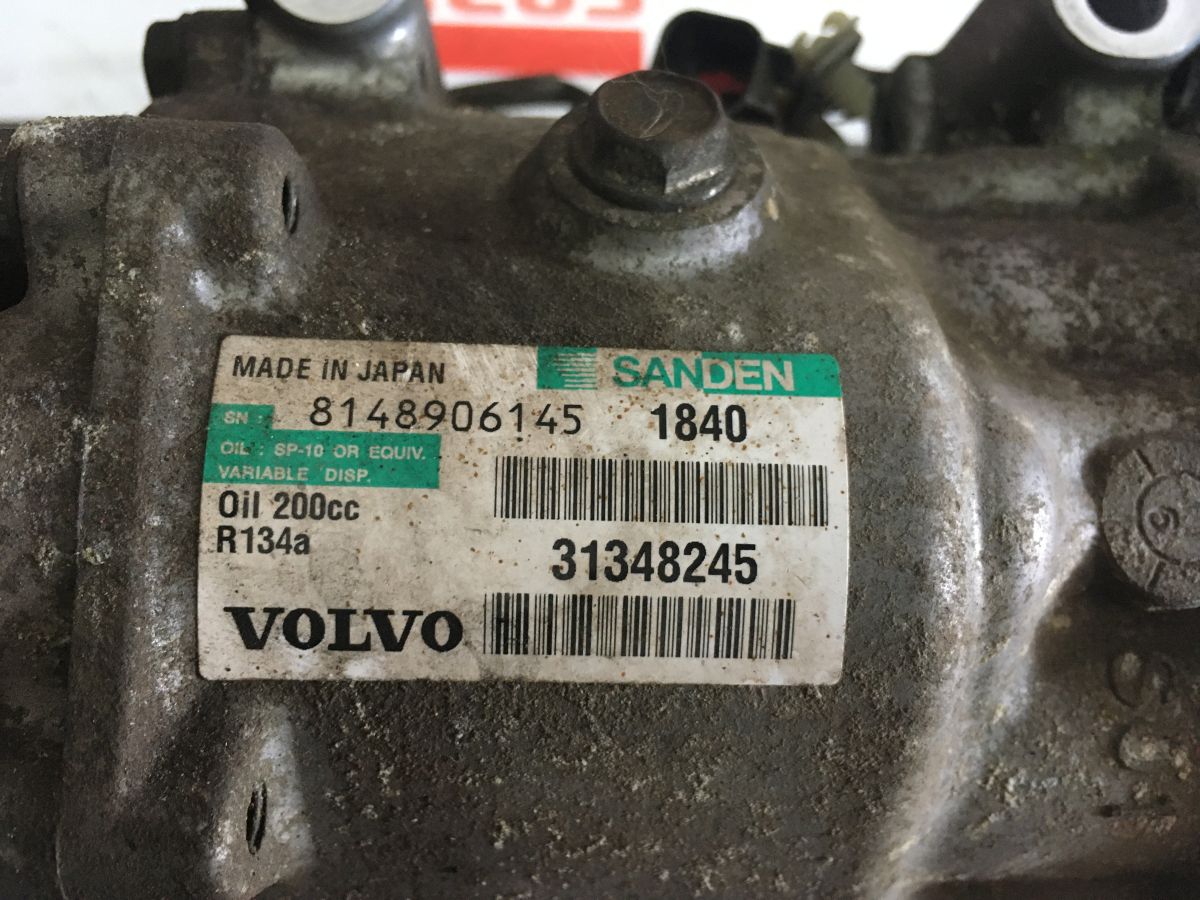 MADE IN JAPAN SANDEN
SN : 8148906145 1840
OIL : SP-10 OR EQUIV.
VARIABLE DISP.
Oil 200cc
R134a
31348245
VOLVO